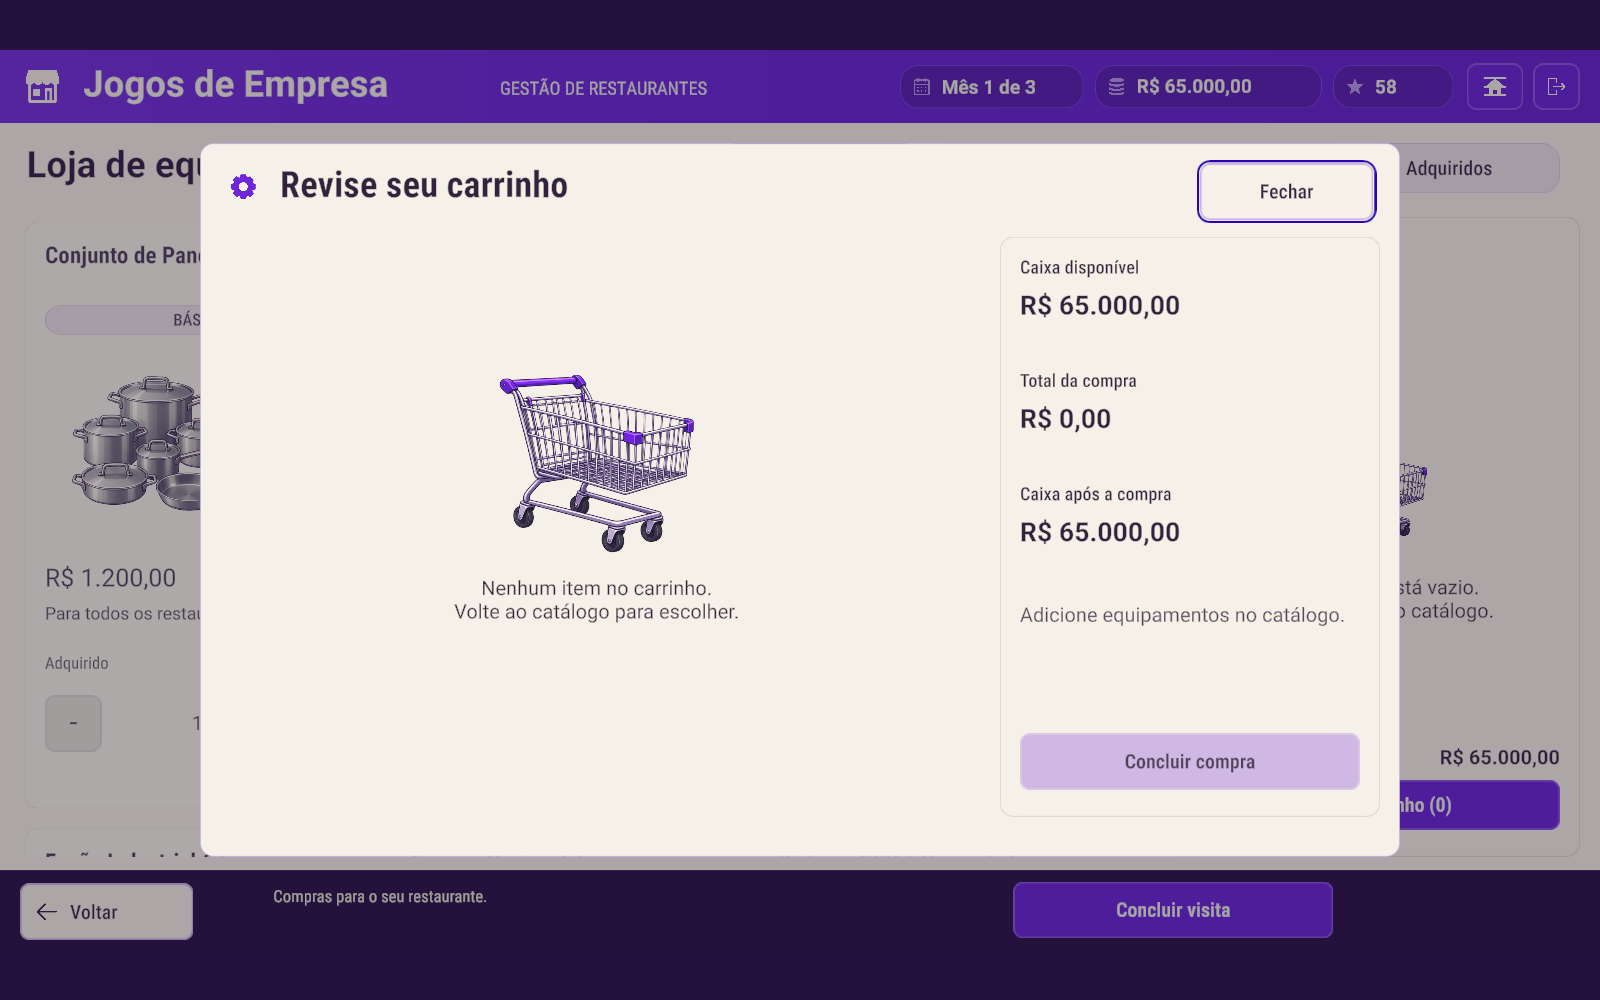 Jogos de Empresa
GESTÃO DE RESTAURANTES
Mês 1 de 3
R$ 65.000,00
58
Loja de equ
Adquiridos
Revise seu carrinho
Fechar
Conjunto de Pan
BÁS
R$ 1.200,00
Para todos os restau
Adquirido
-
1
Nenhum item no carrinho.
Volte ao catálogo para escolher.
Caixa disponível
R$ 65.000,00
Total da compra
R$ 0,00
Caixa após a compra
R$ 65.000,00
Adicione equipamentos no catálogo.
Concluir compra
stá vazio.
o catálogo.
R$ 65.000,00
nho (0)
Voltar
Compras para o seu restaurante.
Concluir visita